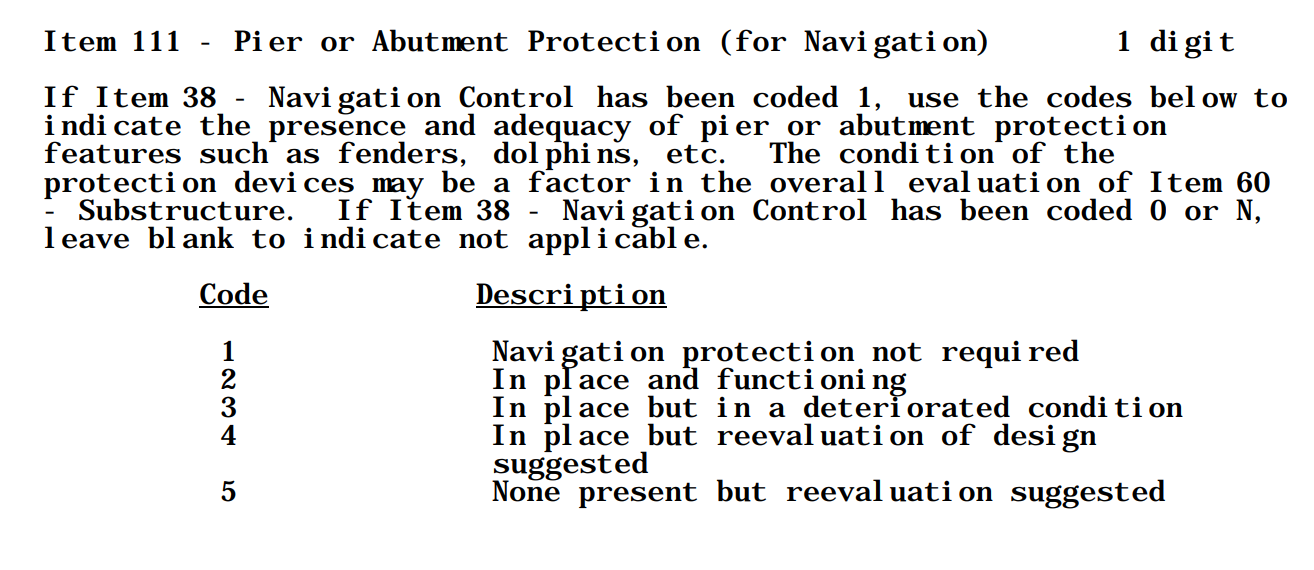 Item 111 - Pier or Abutment Protection (for Navigation) 1 digit
If Item 38 - Navigation Control has been coded 1, use the codes below to
indicate the presence and adequacy of pier or abutment protection
features such as fenders, dolphins, etc. The condition of the
protection devices may be a factor in the overall evaluation of Item 60
- Substructure. If Item 38 - Navigation Control has been coded 0 or N,
leave blank to indicate not applicable.
Code Description
1 Navigation protection not required
2 In place and functioning
3 In place but in a deteriorated condition
4 In place but reevaluation of design
suggested
5 None present but reevaluation suggested